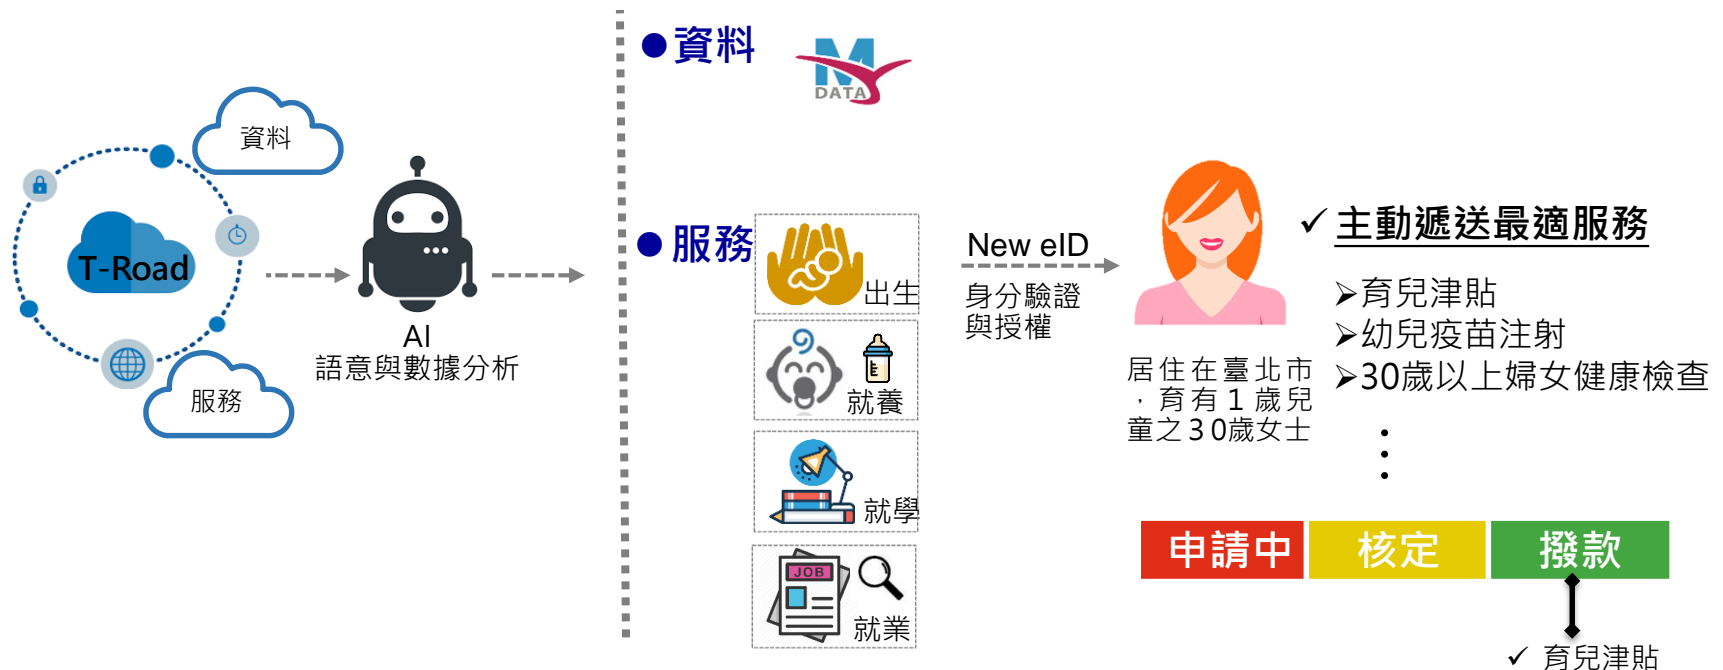 資料
T-Road
服務
AI
語意與數據分析
●資料
M
DATA
●服務
出生
就養
就學
JOB
就業
New eID
身分驗證
與授權
居住在臺北市
，育有1歲兒
童之30歲女士
✓主動遞送最適服務
➢育兒津貼
➢幼兒疫苗注射
➢30歲以上婦女健康檢查
⋮
申請中
核定
撥款
✓ 育兒津貼